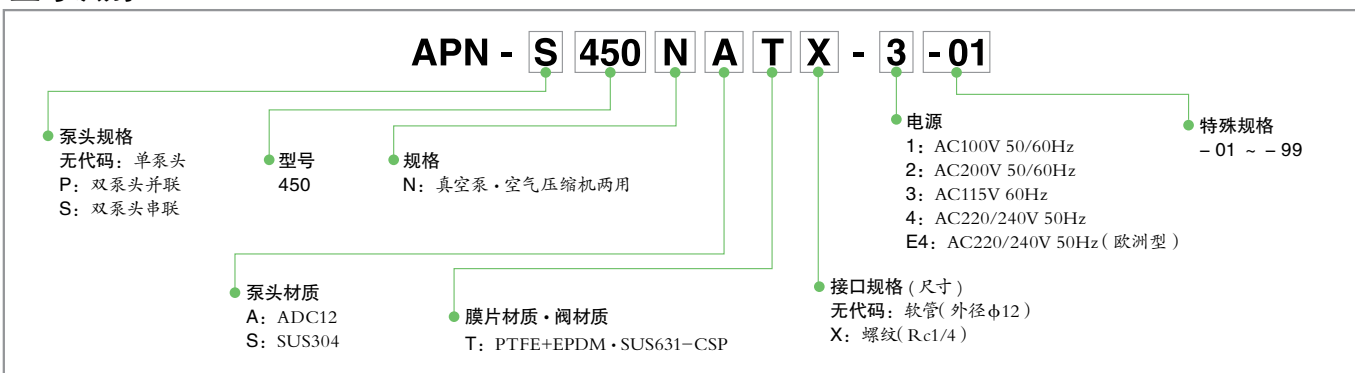 APN - S 450 N A T X - 3 - 01
泵头规格
无代码：单泵头
P：双泵头并联
S：双泵头串联
型号
450
规格
N：真空泵・空气压缩机两用
电源
1：AC100V 50/60Hz
2：AC200V 50/60Hz
3：AC115V 60Hz
4：AC220/240V 50Hz
E4：AC220/240V 50Hz（欧洲型）
特殊规格
－01 ～ －99
泵头材质
A：ADC12
S：SUS304
膜片材质・阀材质
T：PTFE+EPDM・SUS631-CSP
接口规格（尺寸）
无代码：软管（外径ϕ12）
X：螺纹（Rc1/4）